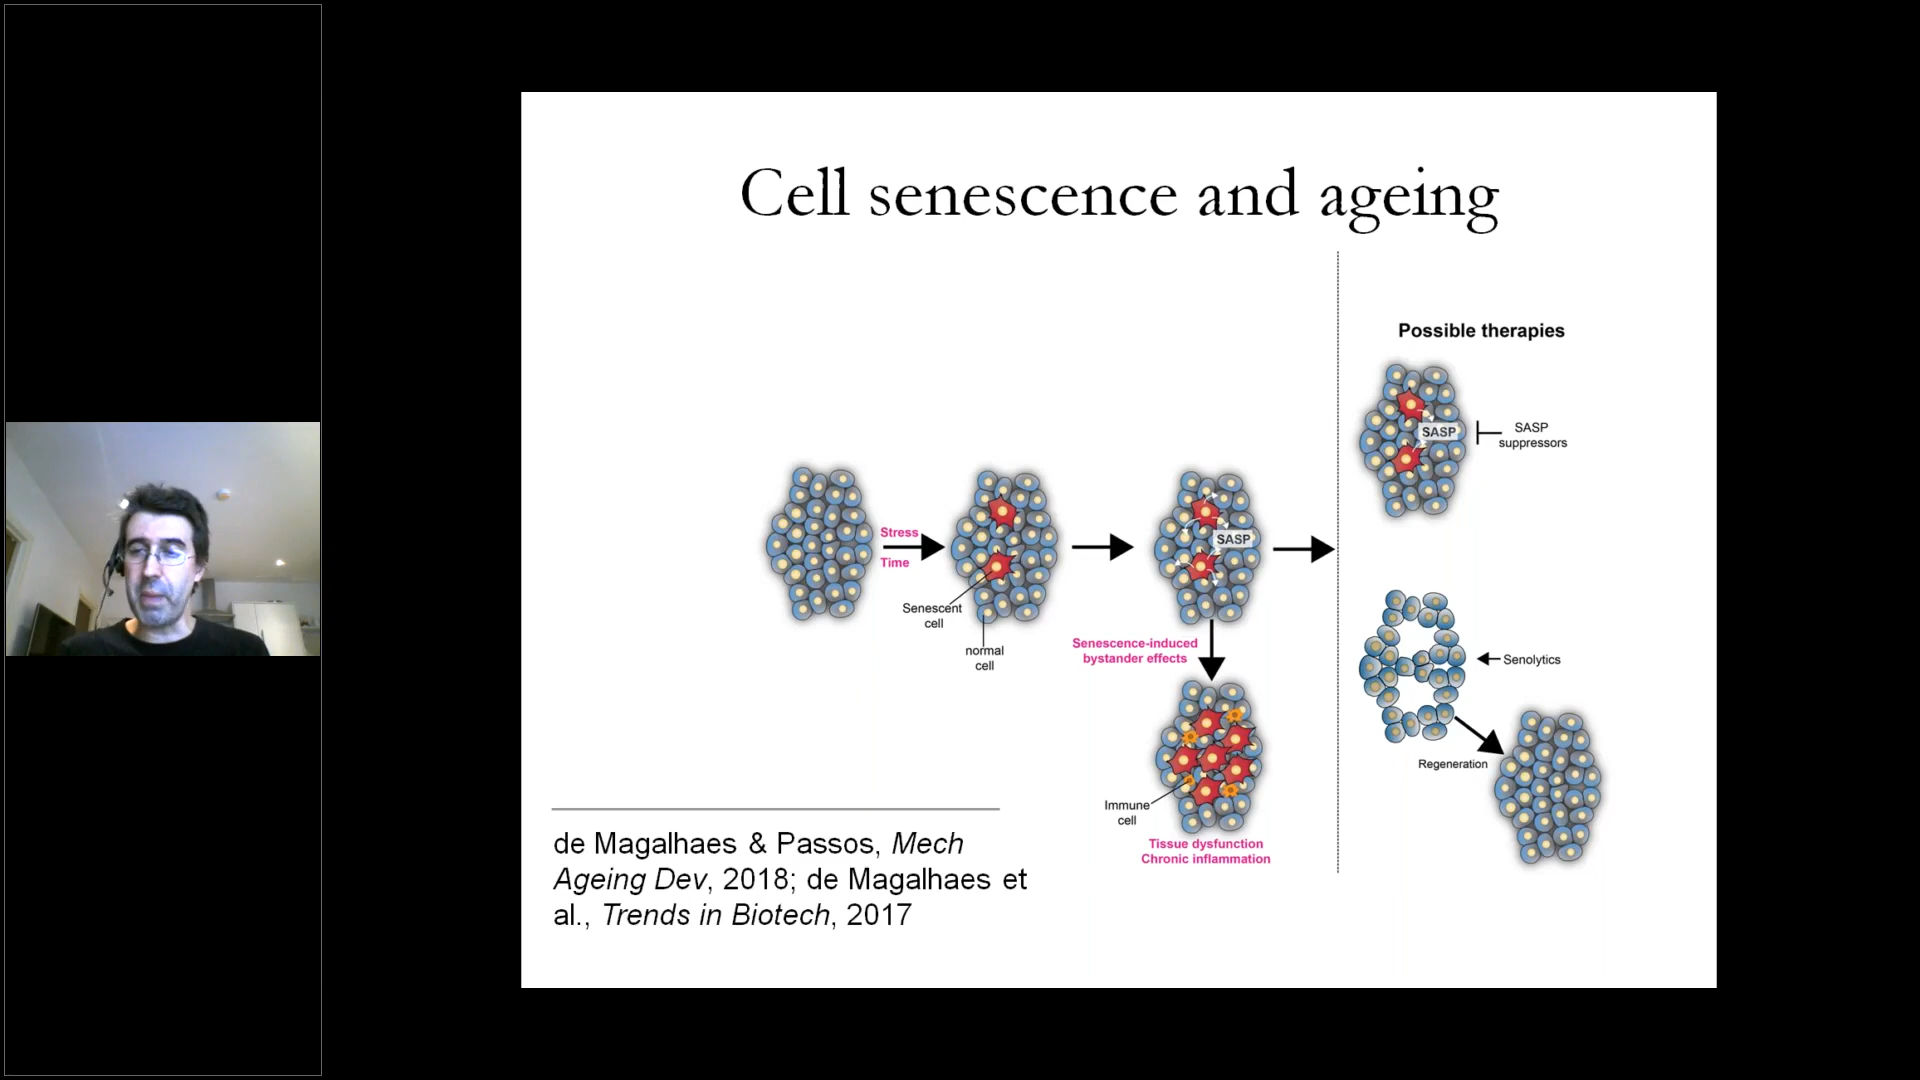 Cell senescence and ageing
Possible therapies
SASP
SASP
suppressors
Stress
Time
SASP
Senescent
cell
normal
cell
Senescence-induced
bystander effects
Senolytics
Regeneration
Immune
cell
Tissue dysfunction
Chronic inflammation
de Magalhaes & Passos, Mech
Ageing Dev, 2018; de Magalhaes et
al., Trends in Biotech, 2017